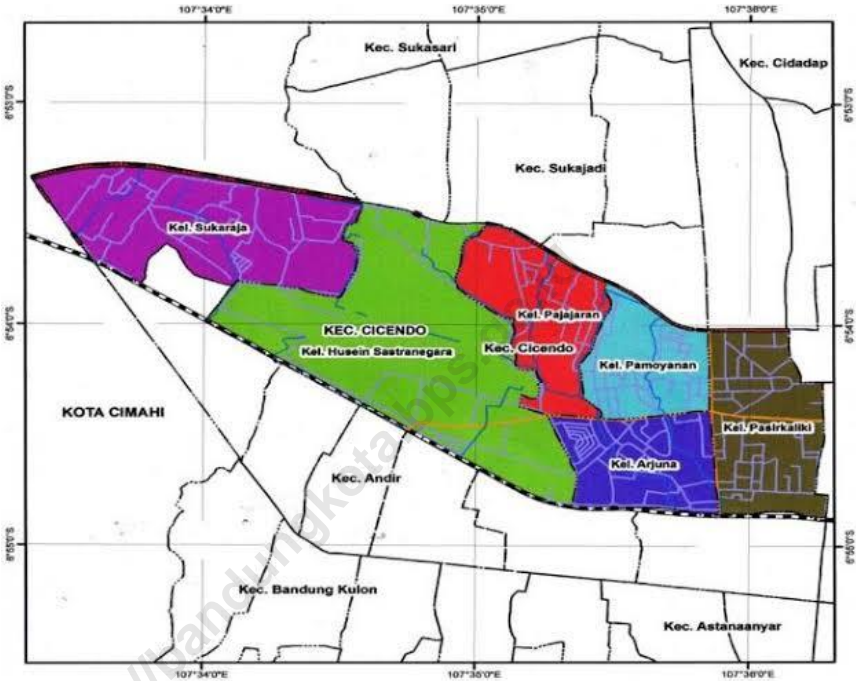 107°34'0"E 107°35'0"E 107°36'0"E
Kec. Sukasari
Kec. Cidadap
6°53'0"S 6°53'0"S
Kec. Sukajadi
Kel. Sukaraja
Kel. Pajajaran
6°54'0"S 6°54'0"S
KEC. CICENDO
Kec. Cicendo
Kel. Husein Sastranegara
Kel. Pamoyanan
KOTA CIMAHI
Kel. Pasirkaliki
Kel. Arjuna
Kec. Andir
6°55'0"S 6°55'0"S
Kec. Bandung Kulon
Kec. Astanaanyar
107°34'0"E 107°35'0"E 107°36'0"E
//bandungkota.bps.